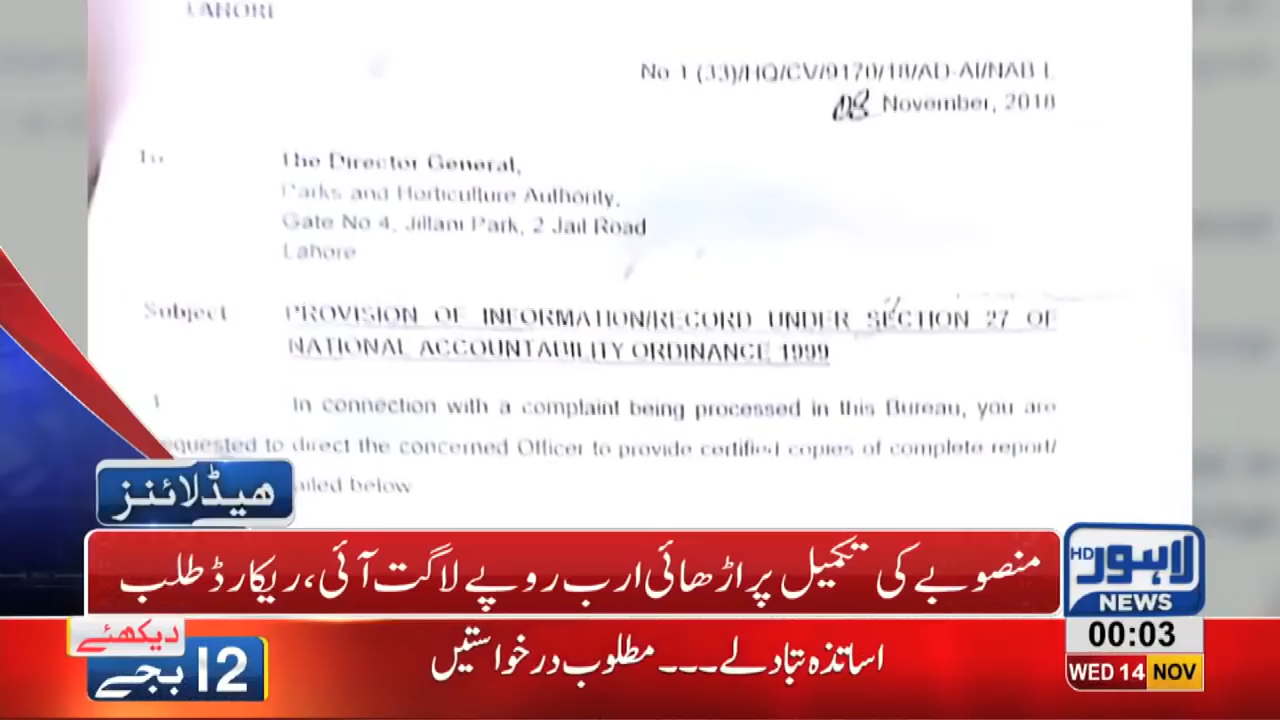 LAHORE
No 1 (33)/HQ/CV/9170/18/AD-AI/NAB L
08 November, 2018
To
The Director General,
Parks and Horticulture Authority,
Gate No 4, Jillani Park, 2 Jail Road
Lahore
Subject
PROVISION OF INFORMATION/RECORD UNDER SECTION 27 OF
NATIONAL ACCOUNTABILITY ORDINANCE 1999
1 In connection with a complaint being processed in this Bureau, you are
equested to direct the concerned Officer to provide certified copies of complete report/
ailed below
ھیڈلائنز
منصوبے کی تکمیل پر اڑھائی ارب روپے لاگت آئی، ریکارڈ طلب
HD لاہور
NEWS
00:03
WED 14 NOV
دیکھئے
12 بجے
اساتذہ تبادلے۔۔۔ مطلوب درخواستیں